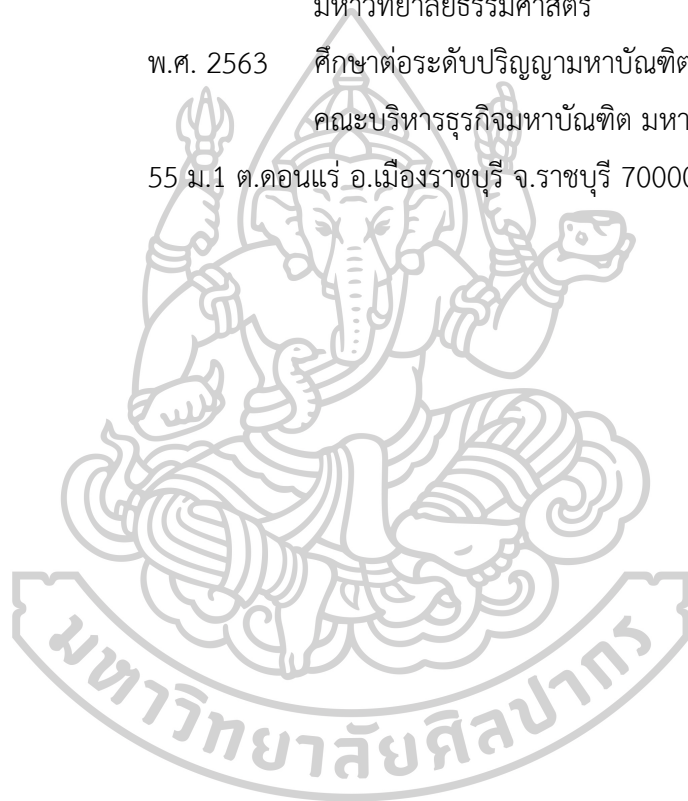 มหาวิทยาลัยธรรมศาสตร์
พ.ศ. 2563 ศึกษาต่อระดับปริญญามหาบัณฑิต
คณะบริหารธุรกิจมหาบัณฑิต มหา
55 ม.1 ต.ดอนแร่ อ.เมืองราชบุรี จ.ราชบุรี 7000
มหาวิทยาลัยศิลปากร